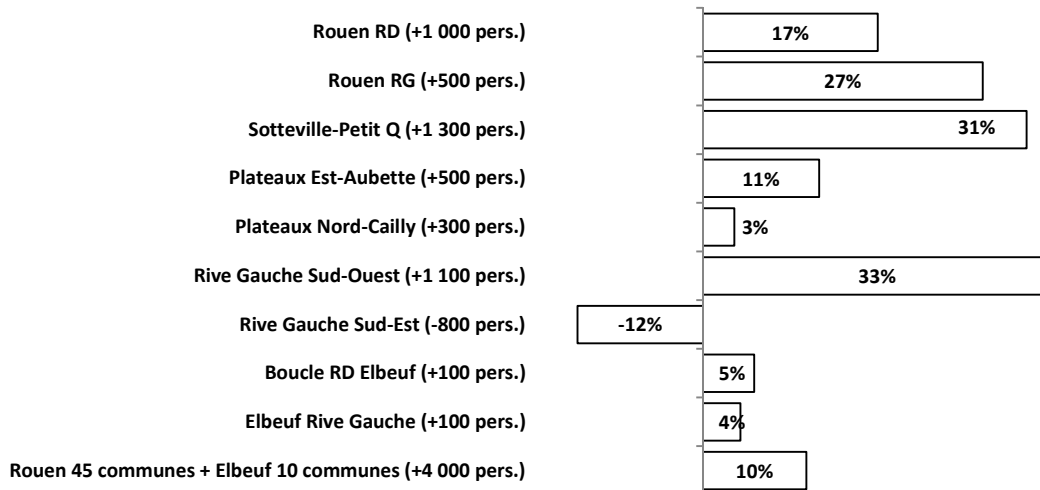 Rouen RD (+1 000 pers.) 17%
Rouen RG (+500 pers.) 27%
Sotteville-Petit Q (+1 300 pers.) 31%
Plateaux Est-Aubette (+500 pers.) 11%
Plateaux Nord-Cailly (+300 pers.) 3%
Rive Gauche Sud-Ouest (+1 100 pers.) 33%
Rive Gauche Sud-Est (-800 pers.) -12%
Boucle RD Elbeuf (+100 pers.) 5%
Elbeuf Rive Gauche (+100 pers.) 4%
Rouen 45 communes + Elbeuf 10 communes (+4 000 pers.) 10%